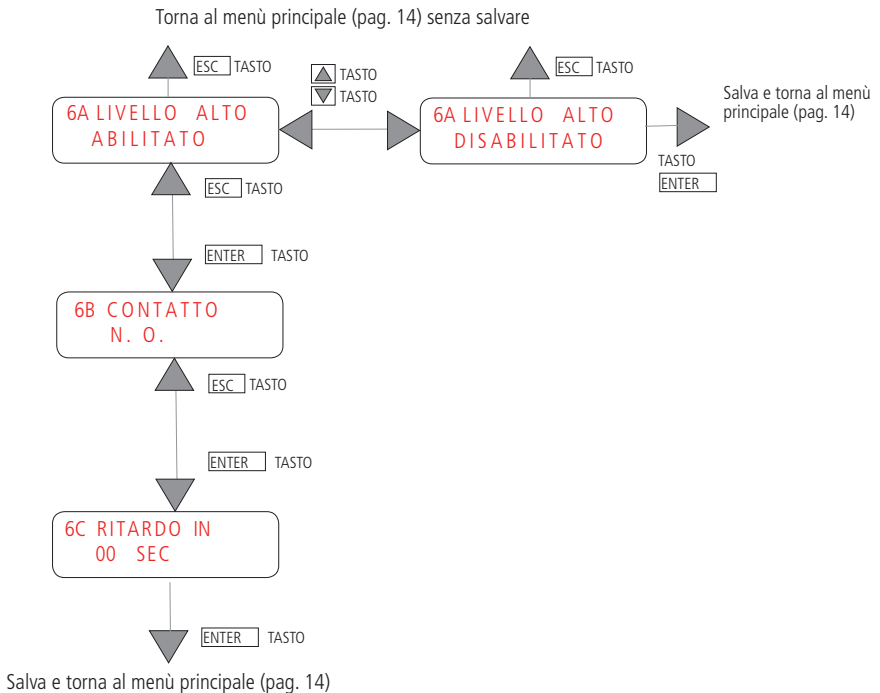 Torna al menù principale (pag. 14) senza salvare
ESC TASTO
TASTO
TASTO
ESC TASTO
6A LIVELLO ALTO
ABILITATO
6A LIVELLO ALTO
DISABILITATO
Salva e torna al menù
principale (pag. 14)
TASTO
ENTER
ESC TASTO
ENTER TASTO
6B CONTATTO
N. O.
ESC TASTO
ENTER TASTO
6C RITARDO IN
00 SEC
ENTER TASTO
Salva e torna al menù principale (pag. 14)